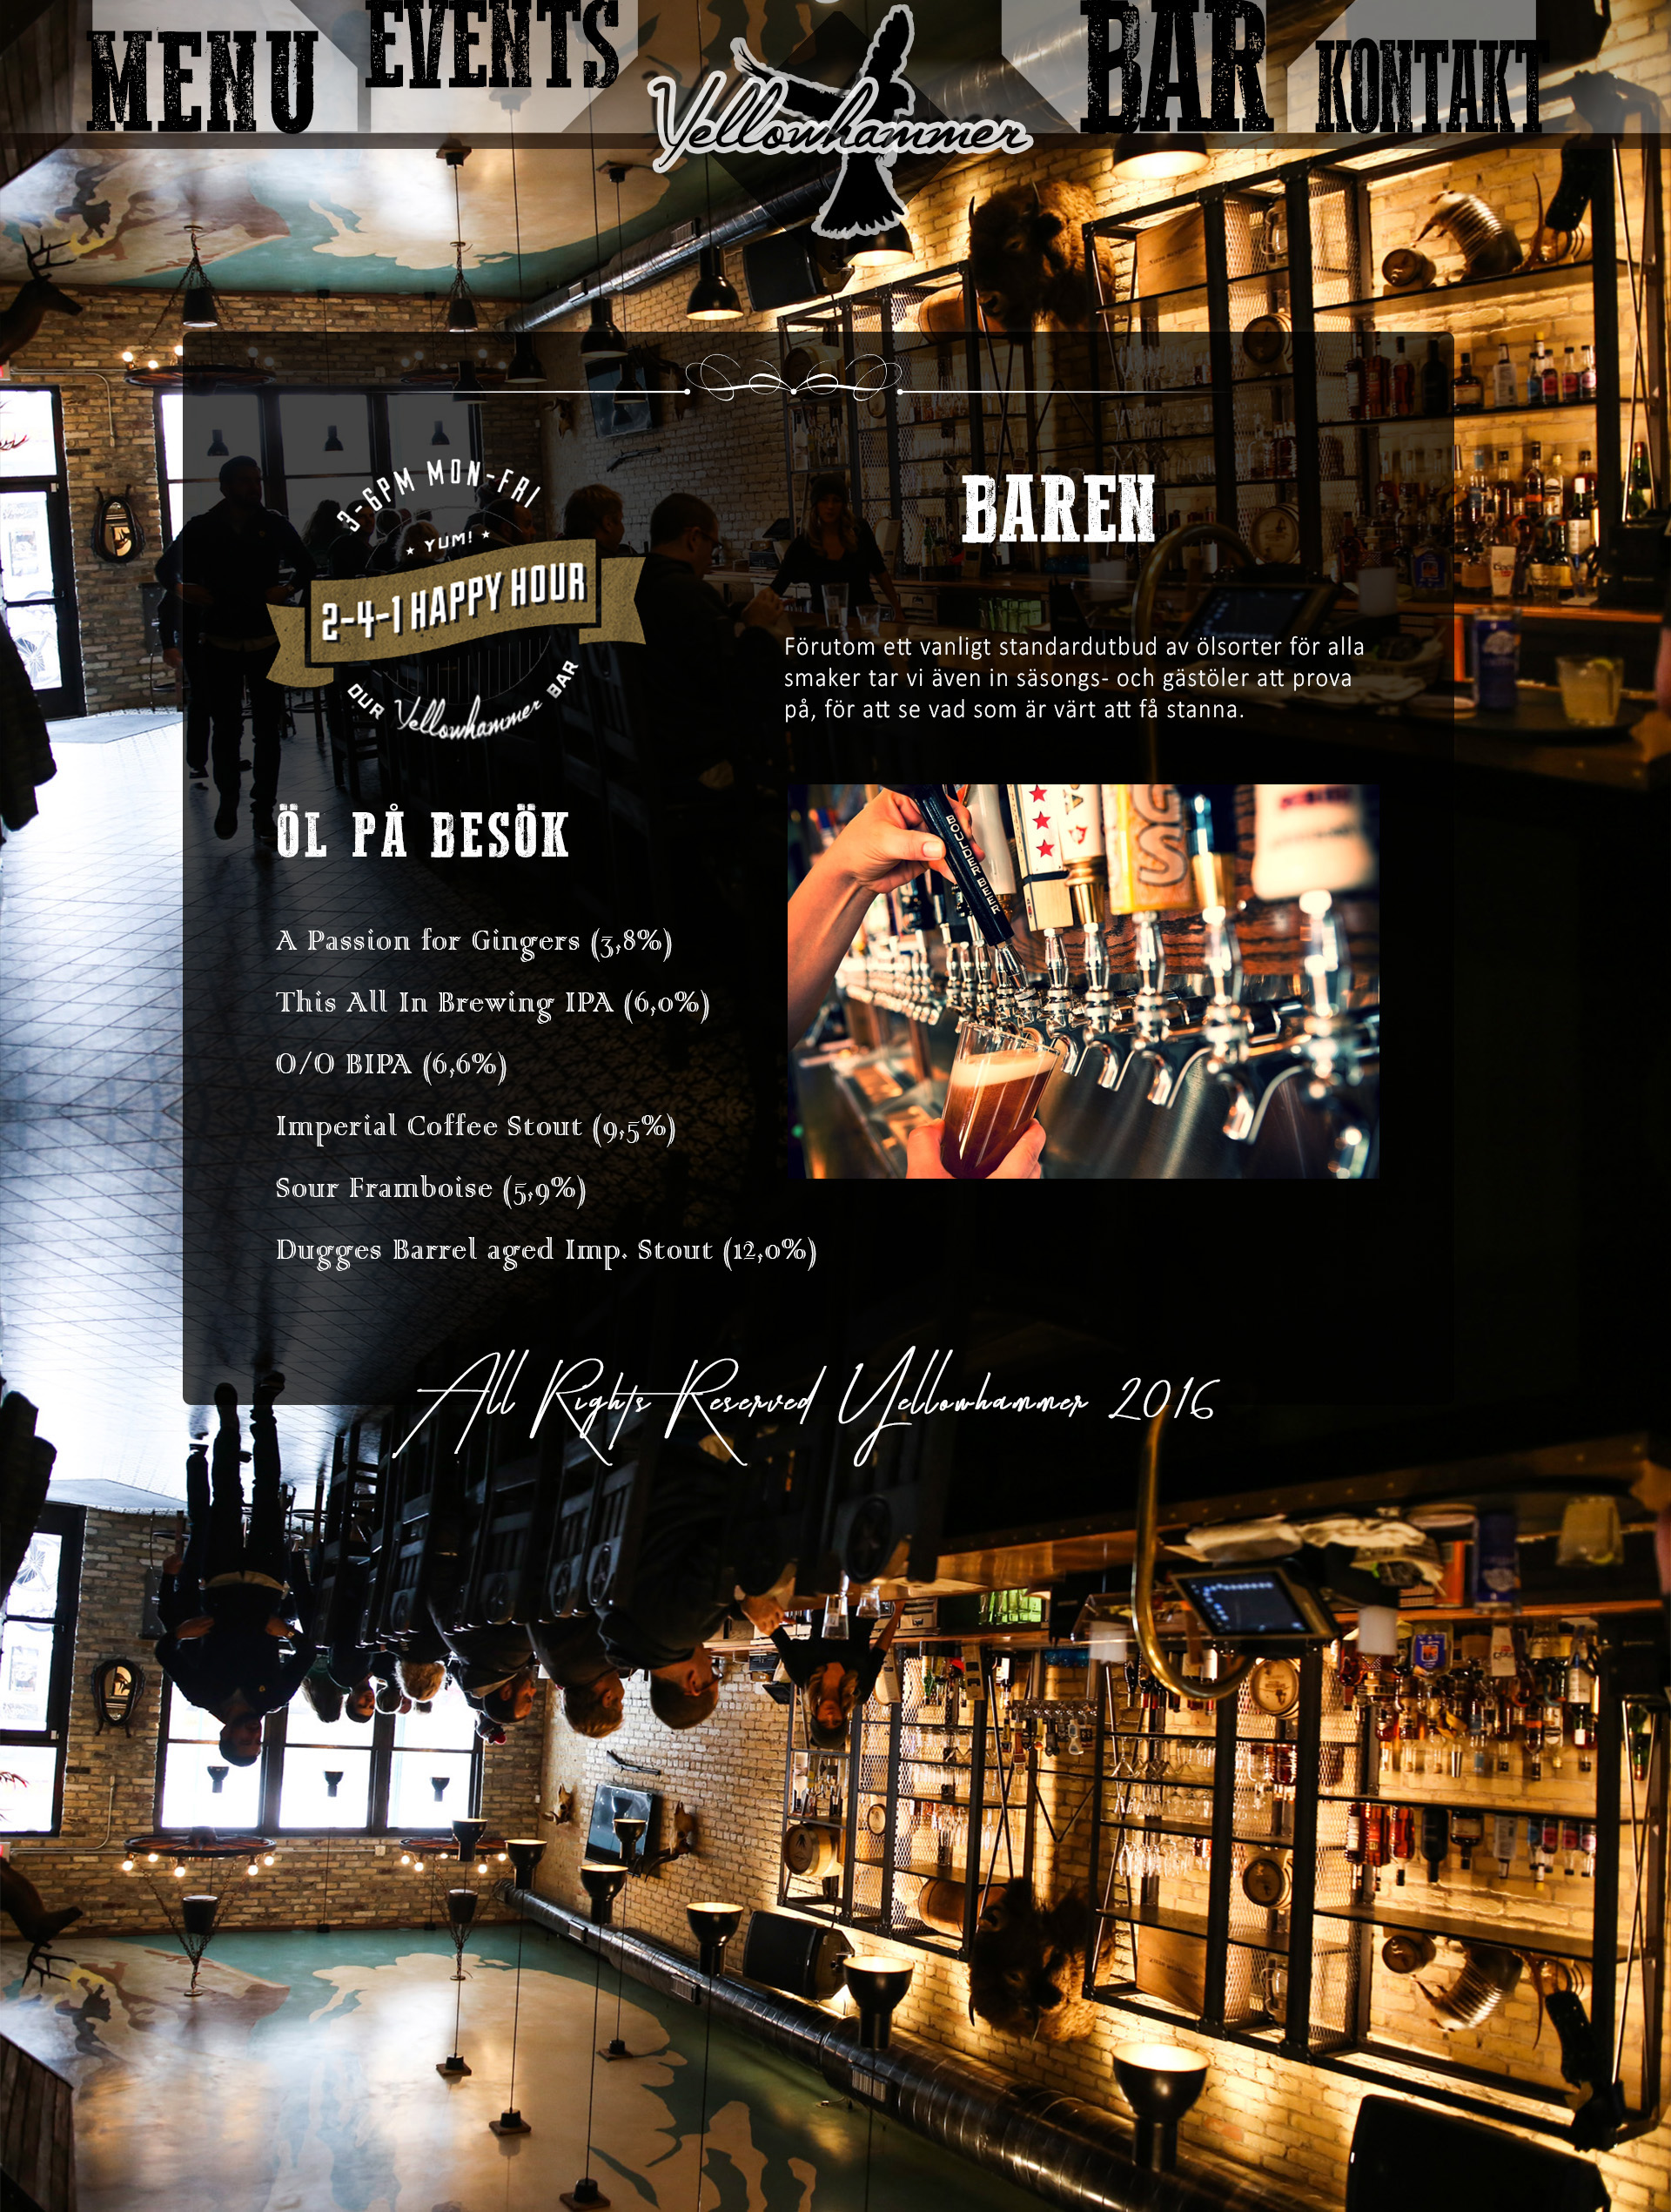 MENU
EVENTS
Yellowhammer
BAR
KONTAKT
3-6PM MON-FRI
YUM!
2-4-1 HAPPY HOUR
OUR Yellowhammer BAR
BAREN
Förutom ett vanligt standardutbud av ölsorter för alla
smaker tar vi även in säsongs- och gästöler att prova
på, för att se vad som är värt att få stanna.
BOULDER BEER
ÖL PÅ BESÖK
A Passion for Gingers (3,8%)
This All In Brewing IPA (6,0%)
O/O BIPA (6,6%)
Imperial Coffee Stout (9,5%)
Sour Framboise (5,9%)
Dugges Barrel aged Imp. Stout (12,0%)
All Rights Reserved Yellowhammer 2016